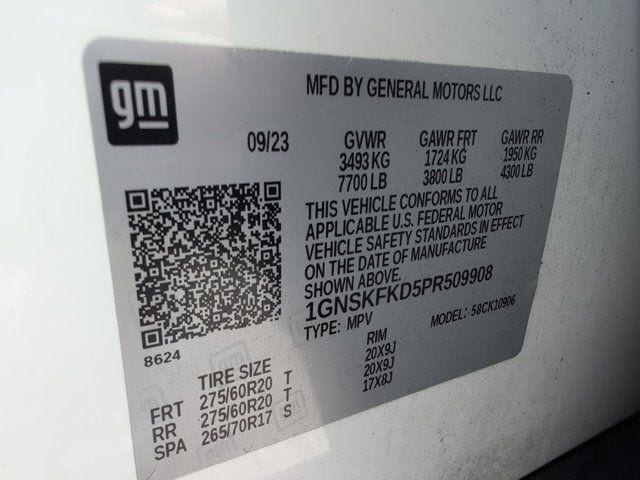 gm
MFD BY GENERAL MOTORS LLC
09/23 GVWR GAWR FRT GAWR RR
3493 KG 1724 KG 1950 KG
7700 LB 3800 LB 4300 LB
THIS VEHICLE CONFORMS TO ALL
APPLICABLE U.S. FEDERAL MOTOR
VEHICLE SAFETY STANDARDS IN EFFECT
ON THE DATE OF MANUFACTURE
SHOWN ABOVE.
1GNSKFKD5PR509908
TYPE: MPV MODEL: 58CK10906
8624
TIRE SIZE RIM
FRT 275/60R20 T 20X9J
RR 275/60R20 T 20X9J
SPA 265/70R17 S 17X8J